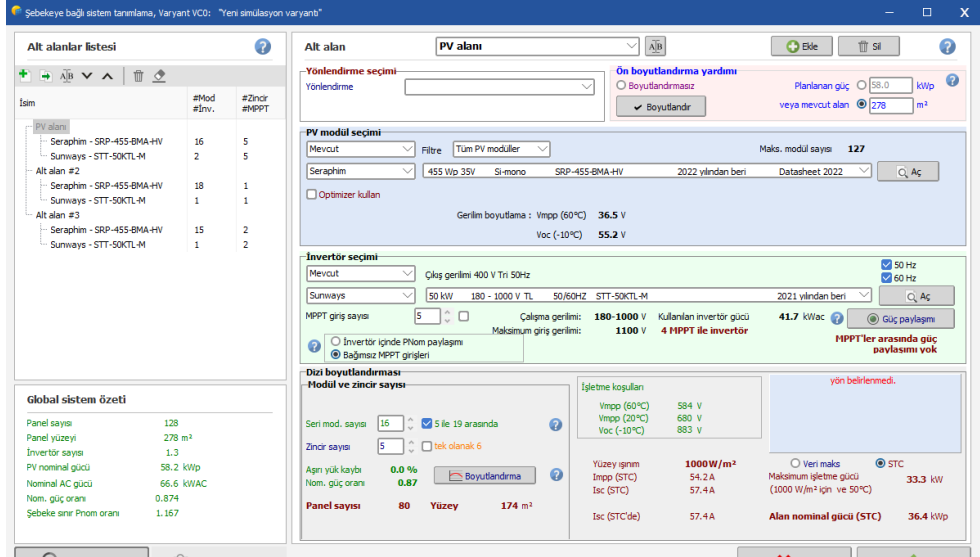 Şebekeye bağlı sistem tanımlama, Varyant VC0: "Yeni simülasyon varyantı"
Alt alanlar listesi
İsim
#Mod
#İnv.
#Zincir
#MPPT
PV alanı
Seraphim - SRP-455-BMA-HV 16 5
Sunways - STT-50KTL-M 2 5
Alt alan #2
Seraphim - SRP-455-BMA-HV 18 1
Sunways - STT-50KTL-M 1 1
Alt alan #3
Seraphim - SRP-455-BMA-HV 15 2
Sunways - STT-50KTL-M 1 2
Global sistem özeti
Panel sayısı 128
Panel yüzeyi 278 m²
İnvertör sayısı 1.3
PV nominal gücü 58.2 kWp
Nominal AC gücü 66.6 kWAC
Nom. güç oranı 0.874
Şebeke sınır Pnom oranı 1.167
Alt alan PV alanı AB Ekle Sil
Yönlendirme seçimi
Yönlendirme
Ön boyutlandırma yardımı
Boyutlandırmasız Planlanan güç 58.0 kWp
Boyutlandır veya mevcut alan 278 m²
PV modül seçimi
Mevcut Filtre Tüm PV modüller Maks. modül sayısı 127
Seraphim 455 Wp 35V Si-mono SRP-455-BMA-HV 2022 yılından beri Datasheet 2022 Aç
Optimizer kullan
Gerilim boyutlama : Vmpp (60°C) 36.5 V
Voc (-10°C) 55.2 V
İnvertör seçimi
Mevcut Çıkış gerilimi 400 V Tri 50Hz
50 Hz
60 Hz
Sunways 50 kW 180 - 1000 V TL 50/60HZ STT-50KTL-M 2021 yılından beri Aç
MPPT giriş sayısı 5 Çalışma gerilimi: 180-1000 V Kullanılan invertör gücü 41.7 kWac Güç paylaşımı
Maksimum giriş gerilimi: 1100 V 4 MPPT ile invertör
İnvertör içinde PNom paylaşımı
Bağımsız MPPT girişleri
MPPT'ler arasında güç
paylaşımı yok
Dizi boyutlandırması
Modül ve zincir sayısı
Seri mod. sayısı 16 5 ile 19 arasında
Zincir sayısı 5 tek olanak 6
Aşırı yük kaybı 0.0 %
Nom. güç oranı 0.87
Boyutlandırma
Panel sayısı 80 Yüzey 174 m²
İşletme koşulları
Vmpp (60°C) 584 V
Vmpp (20°C) 680 V
Voc (-10°C) 883 V
yön belirlenmedi.
Yüzey ışınım 1000W/m²
Impp (STC) 54.2A
Isc (STC) 57.4A
Isc (STC'de) 57.4A
Veri maks STC
Maksimum işletme gücü
(1000 W/m² için ve 50°C)
33.3 kW
Alan nominal gücü (STC) 36.4 kWp